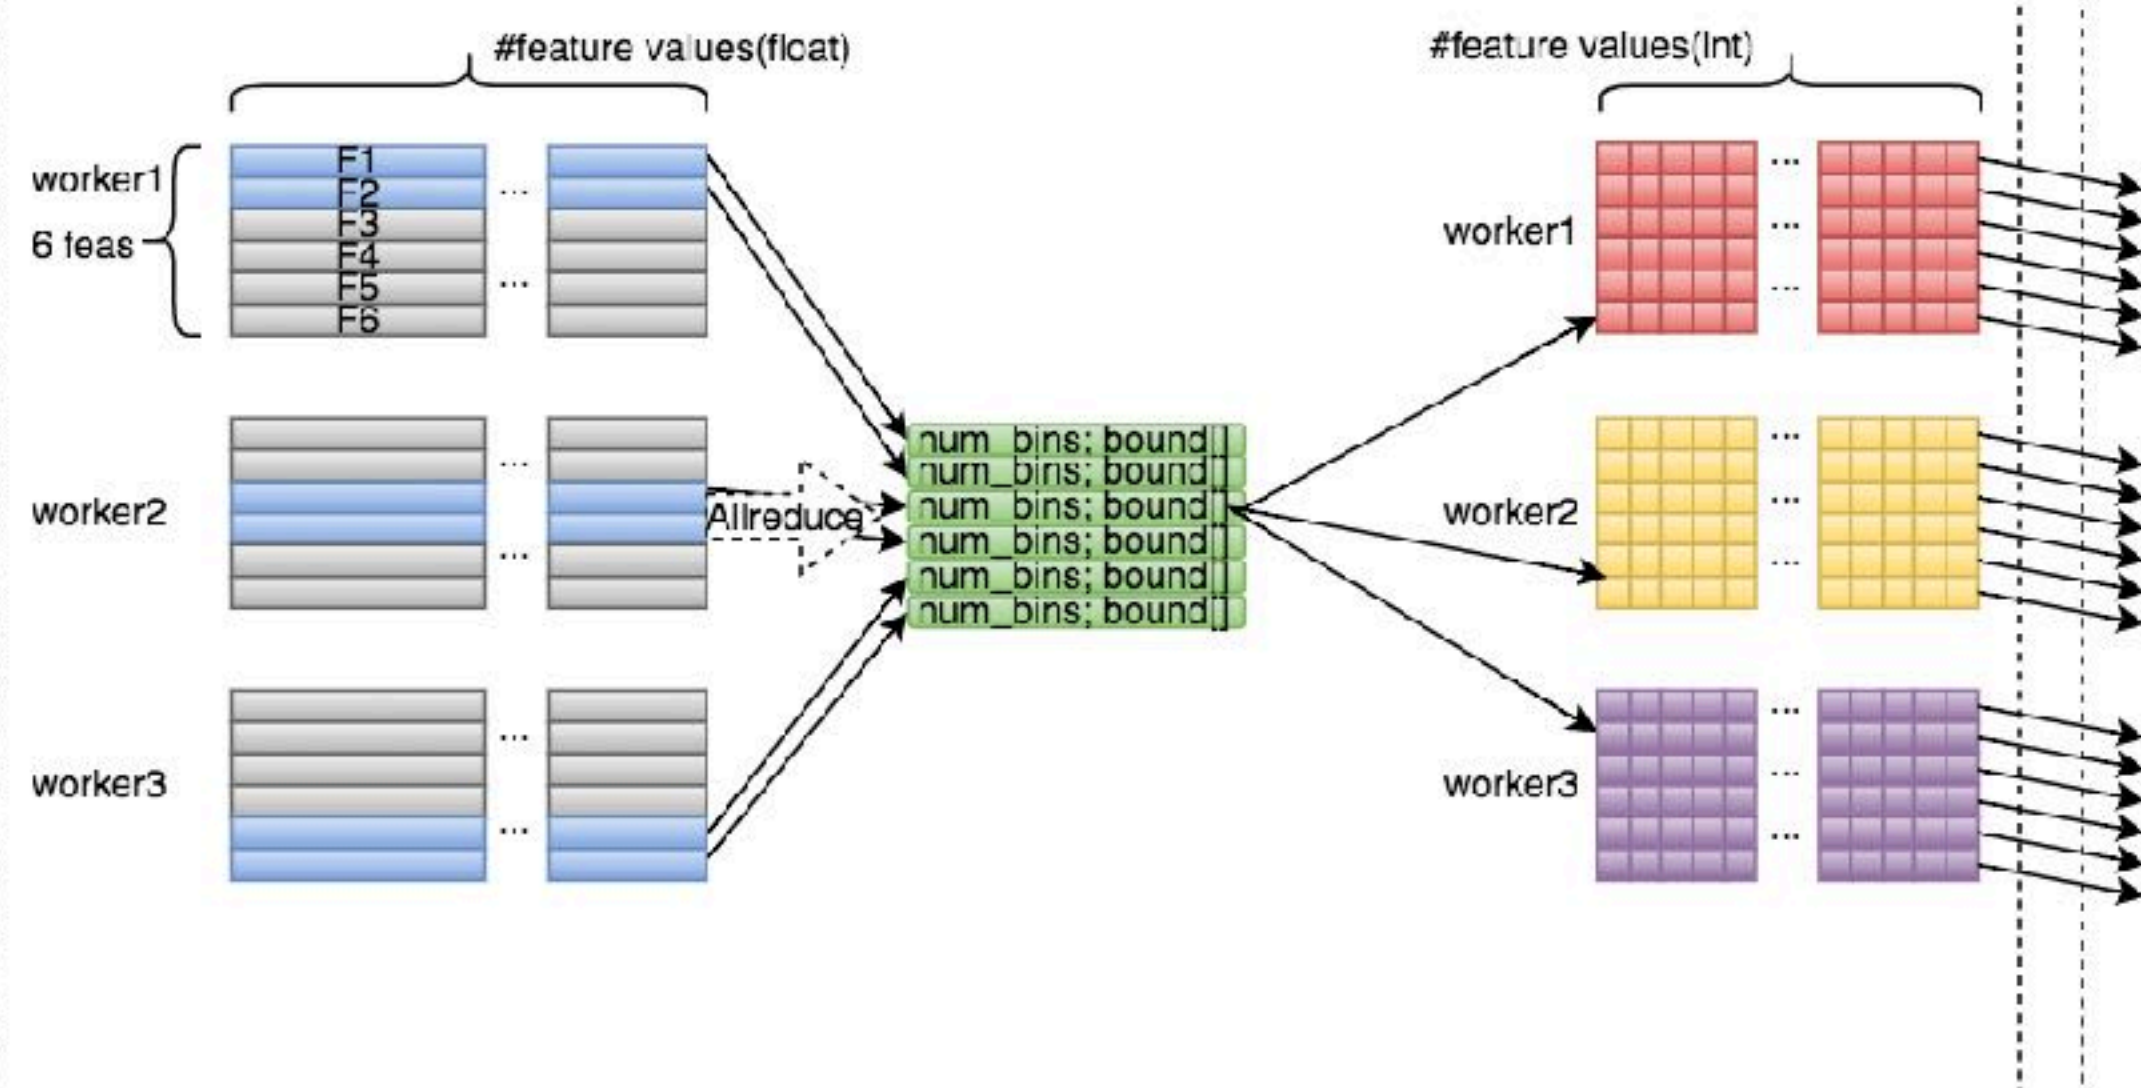 #feature values(float)
worker1
6 feas
F1
F2
...
F3
F4
F5
...
F6
worker2
...
...
worker3
...
...
Allreduce
num_bins; bound[]
num_bins; bound[]
num_bins; bound[]
num_bins; bound[]
num_bins; bound[]
num_bins; bound[]
#feature values(Int)
worker1
...
...
...
worker2
...
...
...
worker3
...
...
...